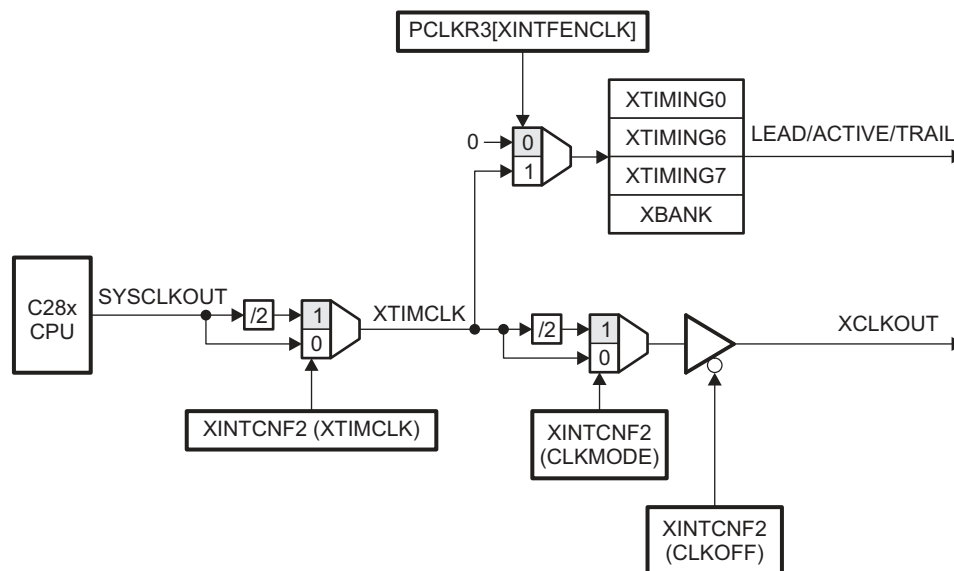 PCLKR3[XINTFENCLK]
XTIMING0
0
0
XTIMING6
LEAD/ACTIVE/TRAIL
1
XTIMING7
XBANK
C28x
CPU
SYSCLKOUT
/2
1
0
XTIMCLK
/2
1
0
XCLKOUT
XINTCNF2 (XTIMCLK)
XINTCNF2
(CLKMODE)
XINTCNF2
(CLKOFF)